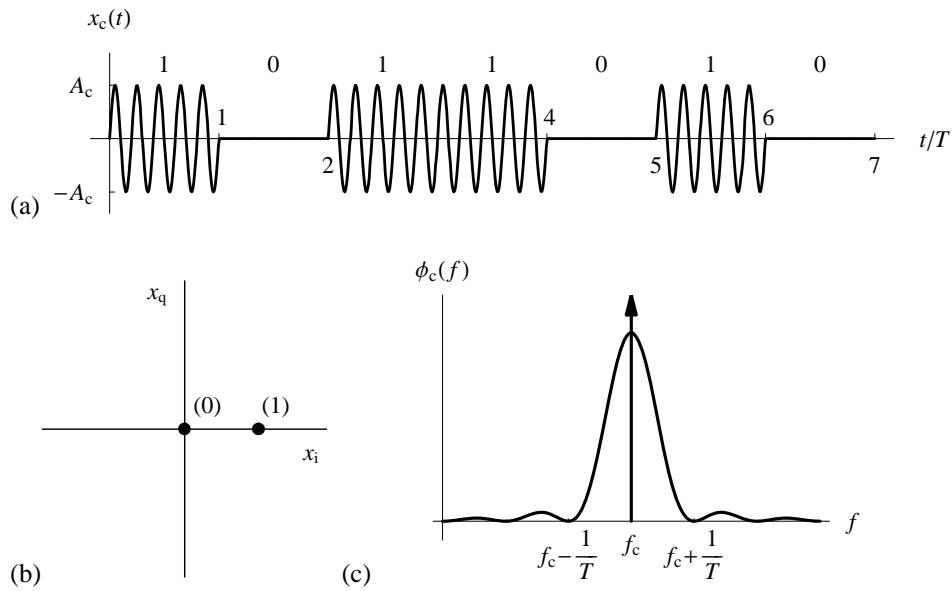 x_c(t)
1 0 1 1 0 1 0
A_c
1 4 6
t/T
2 5 7
−A_c
(a)
ϕ_c(f)
x_q
(0) (1)
x_i
f
f_c − 1/T f_c f_c + 1/T
(b) (c)